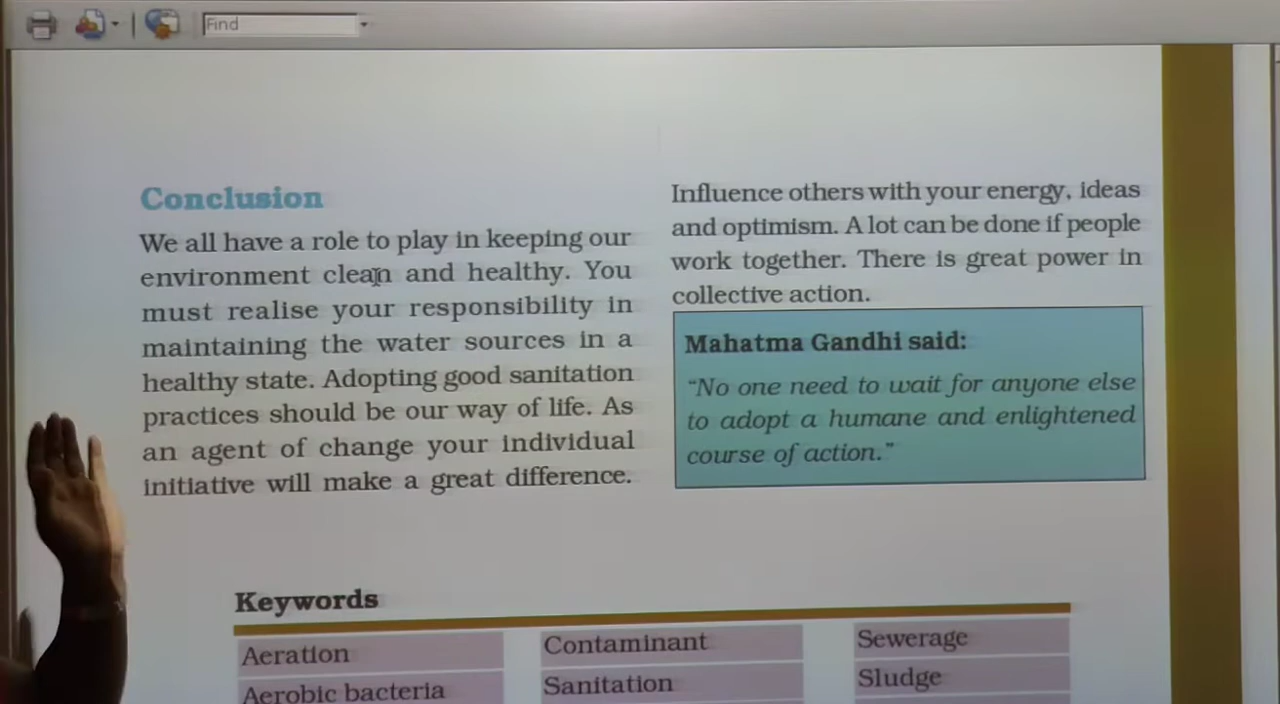 Find
Conclusion
We all have a role to play in keeping our
environment clean and healthy. You
must realise your responsibility in
maintaining the water sources in a
healthy state. Adopting good sanitation
practices should be our way of life. As
an agent of change your individual
initiative will make a great difference.
Influence others with your energy, ideas
and optimism. A lot can be done if people
work together. There is great power in
collective action.
Mahatma Gandhi said:
"No one need to wait for anyone else
to adopt a humane and enlightened
course of action."
Keywords
Aeration
Contaminant
Sewerage
Aerobic bacteria
Sanitation
Sludge